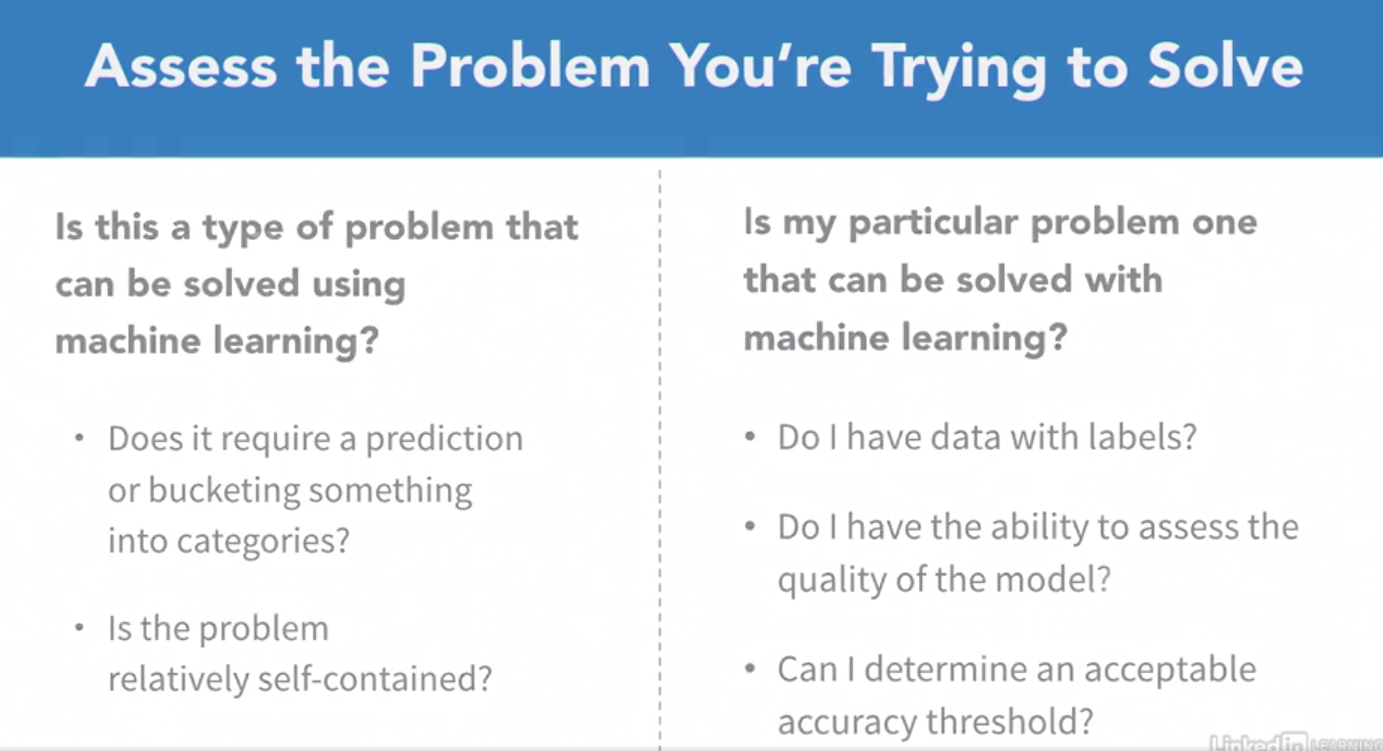 Assess the Problem You're Trying to Solve
Is this a type of problem that
can be solved using
machine learning?
• Does it require a prediction
or bucketing something
into categories?
• Is the problem
relatively self-contained?
Is my particular problem one
that can be solved with
machine learning?
• Do I have data with labels?
• Do I have the ability to assess the
quality of the model?
• Can I determine an acceptable
accuracy threshold?
Linked in LEARNING